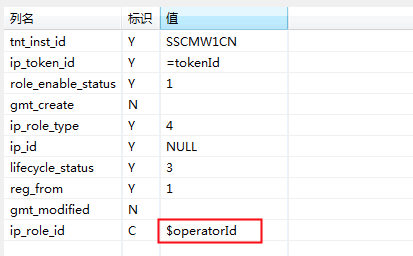 列名 标识 值
tnt_inst_id Y SSCMW1CN
ip_token_id Y =tokenId
role_enable_status Y 1
gmt_create N
ip_role_type Y 4
ip_id Y NULL
lifecycle_status Y 3
reg_from Y 1
gmt_modified N
ip_role_id C $operatorId